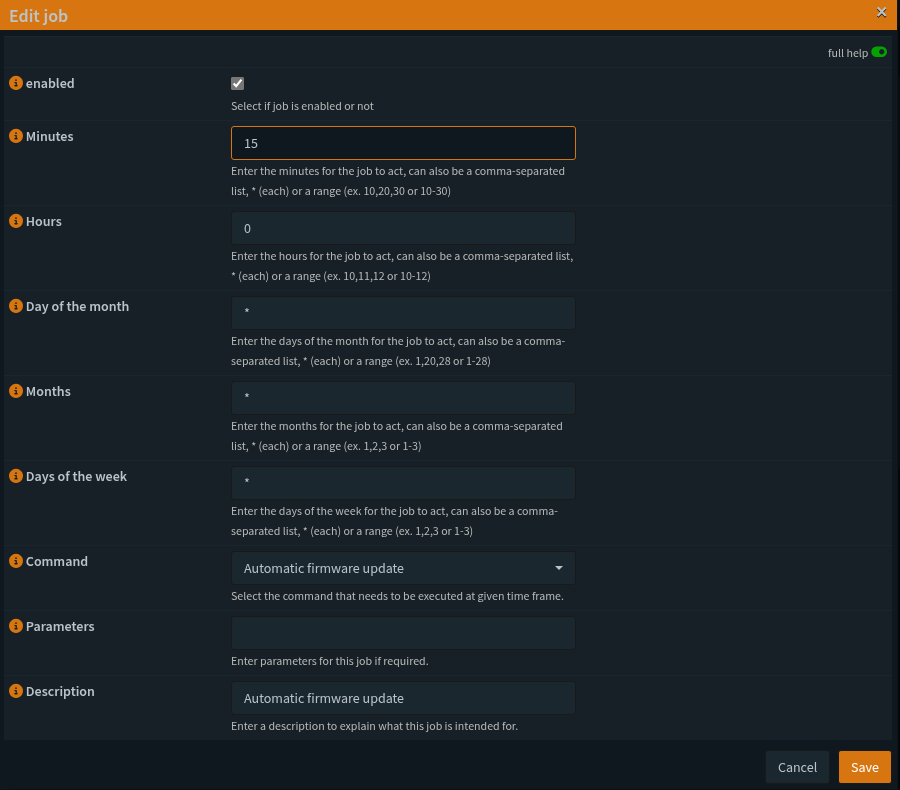 Edit job
×
full help
enabled
Select if job is enabled or not
Minutes
15
Enter the minutes for the job to act, can also be a comma-separated
list, * (each) or a range (ex. 10,20,30 or 10-30)
Hours
0
Enter the hours for the job to act, can also be a comma-separated list,
* (each) or a range (ex. 10,11,12 or 10-12)
Day of the month
*
Enter the days of the month for the job to act, can also be a comma-
separated list, * (each) or a range (ex. 1,20,28 or 1-28)
Months
*
Enter the months for the job to act, can also be a comma-separated
list, * (each) or a range (ex. 1,2,3 or 1-3)
Days of the week
*
Enter the days of the week for the job to act, can also be a comma-
separated list, * (each) or a range (ex. 1,2,3 or 1-3)
Command
Automatic firmware update
Select the command that needs to be executed at given time frame.
Parameters
Enter parameters for this job if required.
Description
Automatic firmware update
Enter a description to explain what this job is intended for.
Cancel
Save